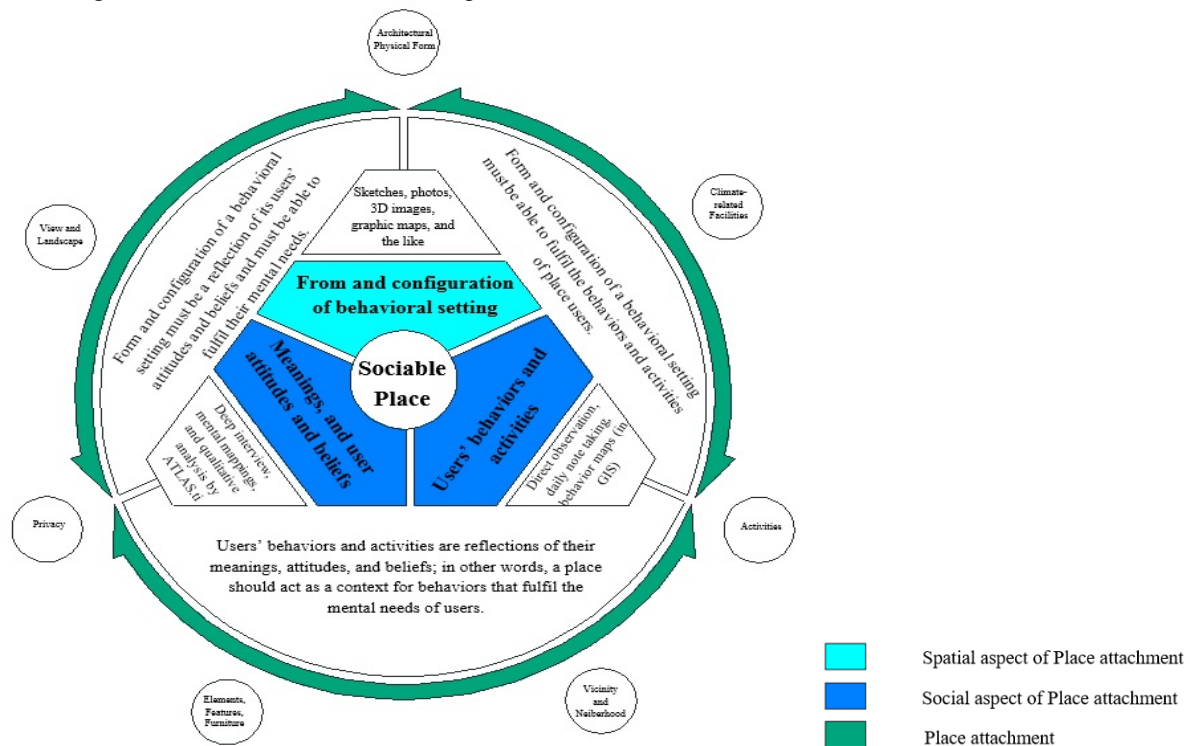 Architectural
Physical Form
Climate-
related
Facilities
View and
Landscape
Form and configuration of a behavioral
setting must be a reflection of its users'
attitudes and beliefs and must be able to
fulfil their mental needs.
Form and configuration of a behavioral setting
must be able to fulfil the behaviors and activities
of place users.
Sketches, photos,
3D images,
graphic maps, and
the like
From and configuration
of behavioral setting
Sociable
Place
Meanings, and user
attitudes and beliefs
Users' behaviors and
activities
Deep interview,
mental mappings,
and qualitative
analysis by
ATLAS.ti
Direct observation,
daily note taking,
behavior maps (in
GIS)
Privacy
Activities
Users' behaviors and activities are reflections of their
meanings, attitudes, and beliefs; in other words, a place
should act as a context for behaviors that fulfil the
mental needs of users.
Elements,
Features,
Furniture
Vicinity
and
Neiberhood
Spatial aspect of Place attachment
Social aspect of Place attachment
Place attachment